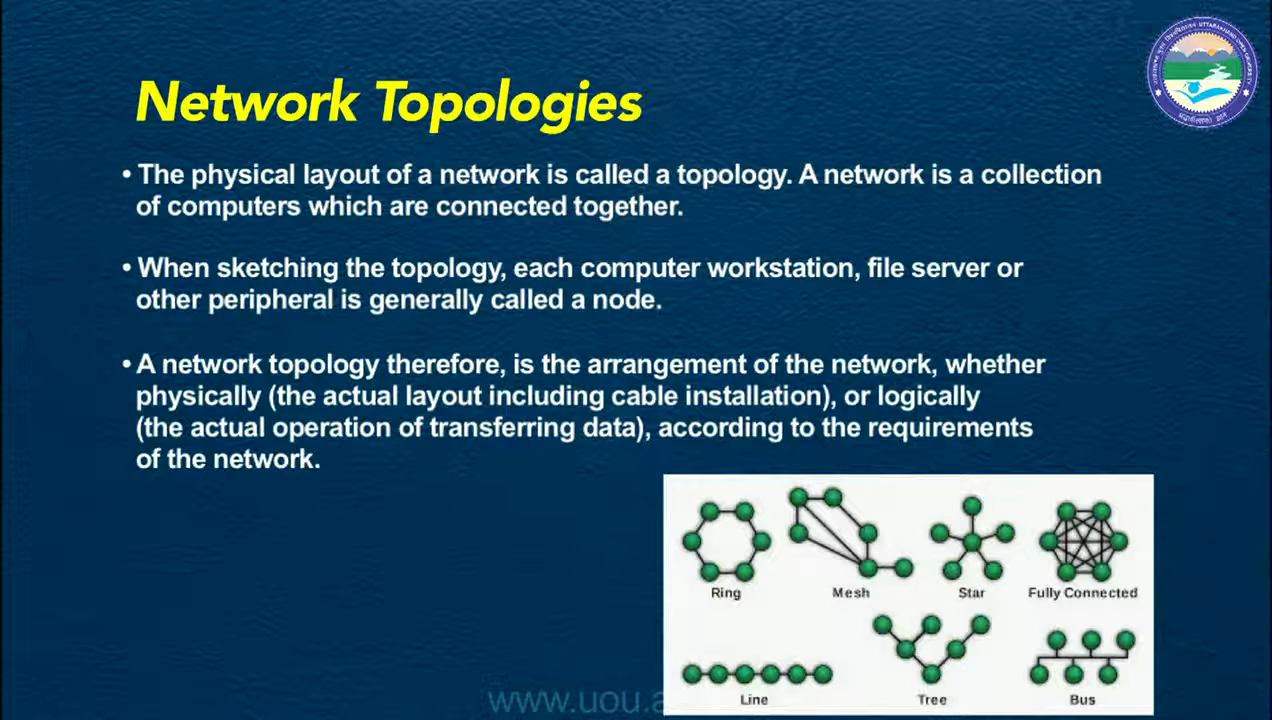 Network Topologies
• The physical layout of a network is called a topology. A network is a collection
of computers which are connected together.
• When sketching the topology, each computer workstation, file server or
other peripheral is generally called a node.
• A network topology therefore, is the arrangement of the network, whether
physically (the actual layout including cable installation), or logically
(the actual operation of transferring data), according to the requirements
of the network.
Ring Mesh Star Fully Connected
Line Tree Bus
www.uou.a
UTTARAKHAND OPEN UNIVERSITY